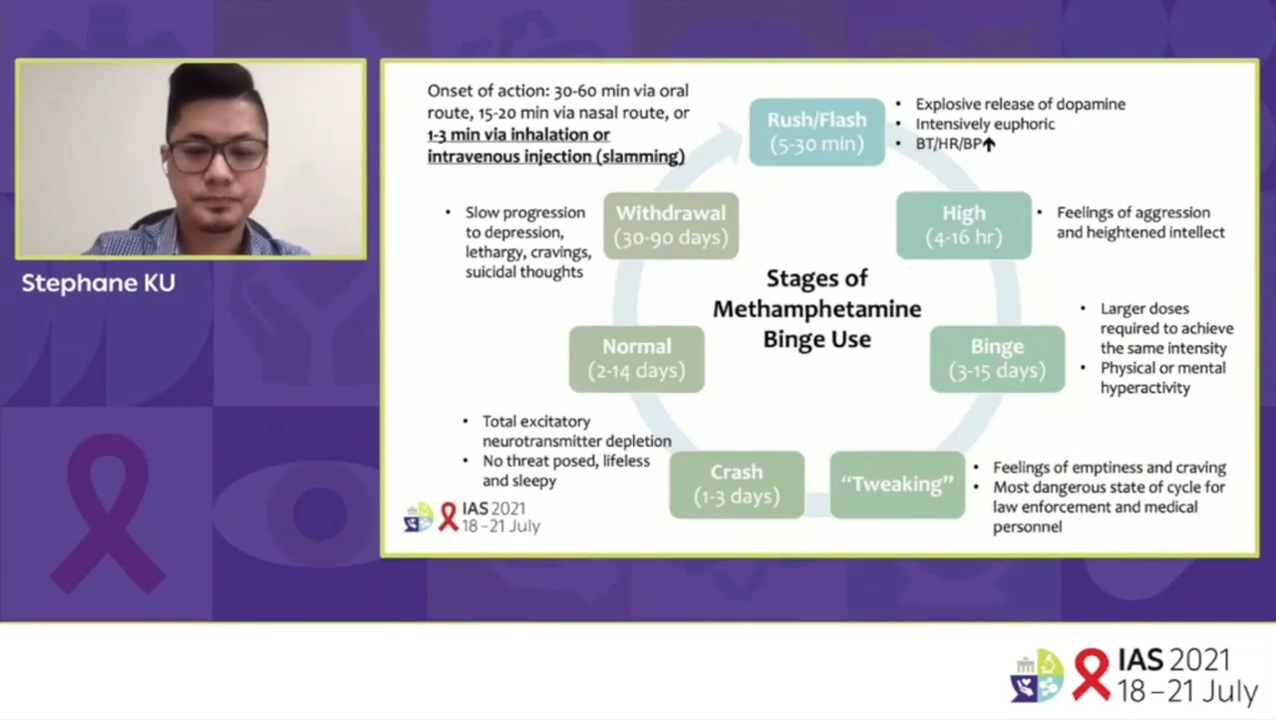 Stephane KU
Onset of action: 30-60 min via oral
route, 15-20 min via nasal route, or
1-3 min via inhalation or
intravenous injection (slamming)
Rush/Flash
(5-30 min)
• Explosive release of dopamine
• Intensively euphoric
• BT/HR/BP↑
High
(4-16 hr)
• Feelings of aggression
and heightened intellect
Stages of
Methamphetamine
Binge Use
Binge
(3-15 days)
• Larger doses
required to achieve
the same intensity
• Physical or mental
hyperactivity
"Tweaking"
• Feelings of emptiness and craving
• Most dangerous state of cycle for
law enforcement and medical
personnel
Crash
(1-3 days)
• Total excitatory
neurotransmitter depletion
• No threat posed, lifeless
and sleepy
Normal
(2-14 days)
Withdrawal
(30-90 days)
• Slow progression
to depression,
lethargy, cravings,
suicidal thoughts
IAS 2021
18–21 July
IAS 2021
18–21 July